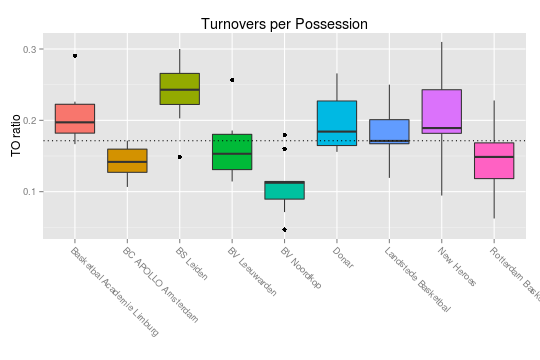 Turnovers per Possession
TO ratio
0.3
0.2
0.1
Basketbal Academie Limburg
BC APOLLO Amsterdam
BS Leiden
BV Leeuwarden
BV Noordkop
Donar
Landstede Basketbal
New Heroes
Rotterdam Bask